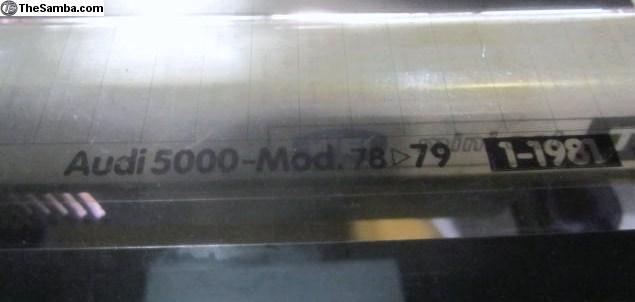 TheSamba.com
Audi 5000-Mod. 78▷79 1-1981